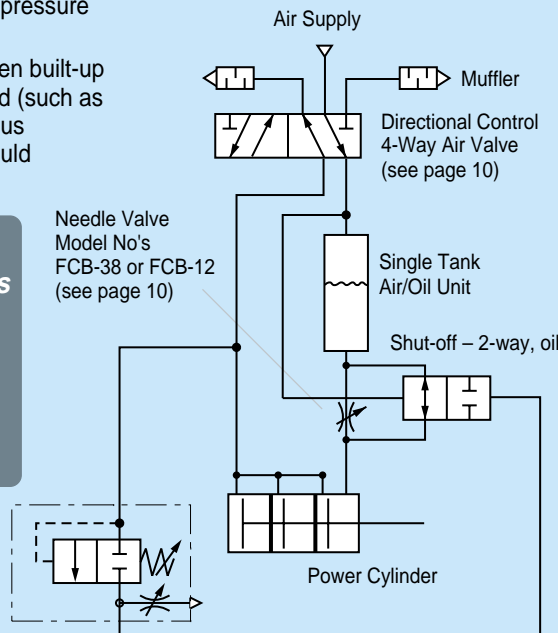 pressure
en built-up
d (such as
us
uld
s
Air Supply
Muffler
Directional Control
4-Way Air Valve
(see page 10)
Needle Valve
Model No's
FCB-38 or FCB-12
(see page 10)
Single Tank
Air/Oil Unit
Shut-off – 2-way, oil
Power Cylinder